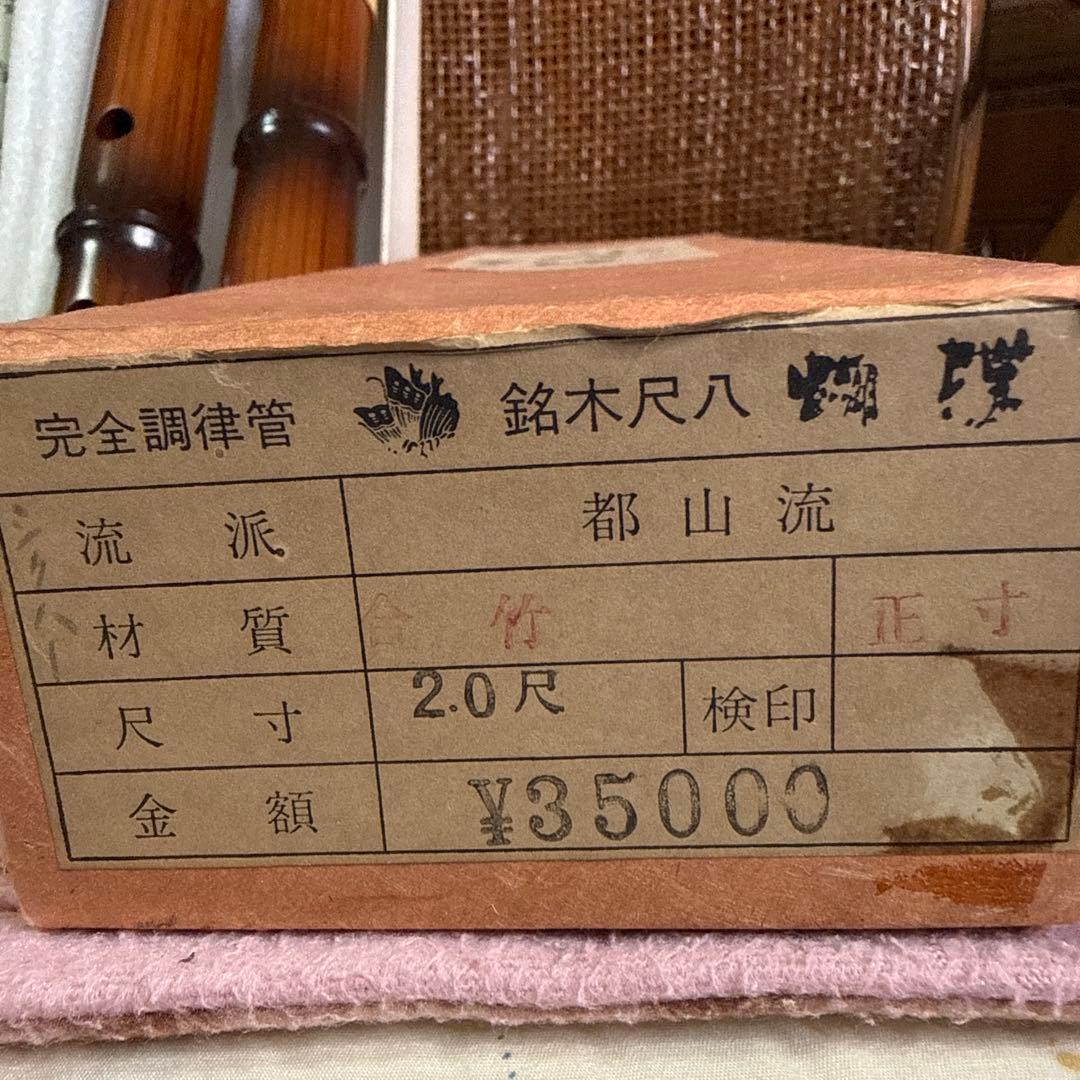 完全調律管 銘木尺八 蝴蝶
流派 都山流
材質 合竹 正寸
尺寸 2.0尺 検印
金額 ¥35000